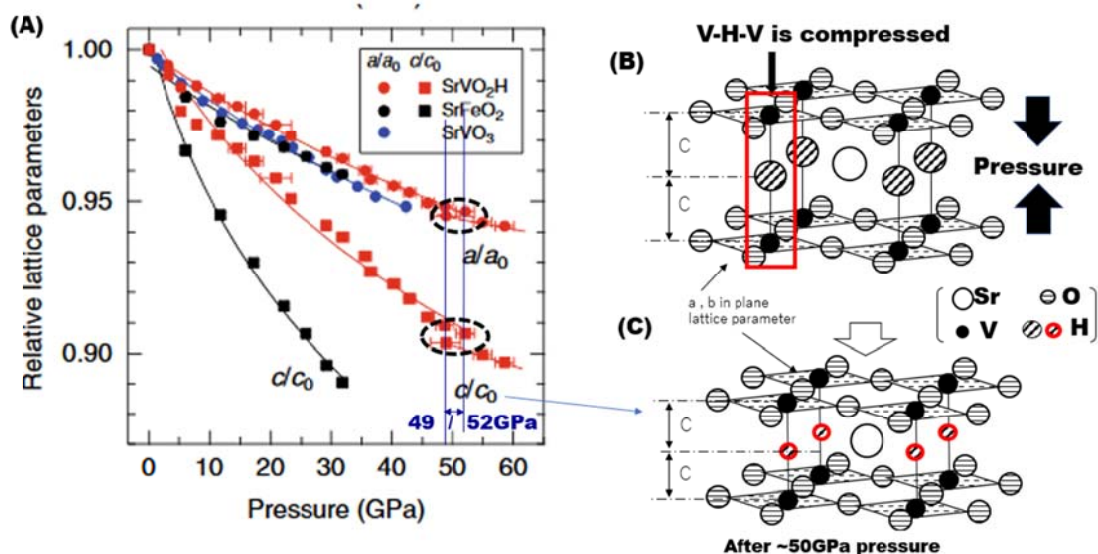 (A)
Relative lattice parameters
1.00
0.95
0.90
0 10 20 30 40 50 60
Pressure (GPa)
a/a0 c/c0
SrVO2H
SrFeO2
SrVO3
a/a0
c/c0
c/c0
49 / 52GPa
V-H-V is compressed
(B)
C
C
Pressure
a , b in plane
lattice parameter
Sr O
V H
(C)
C
C
After ~50GPa pressure